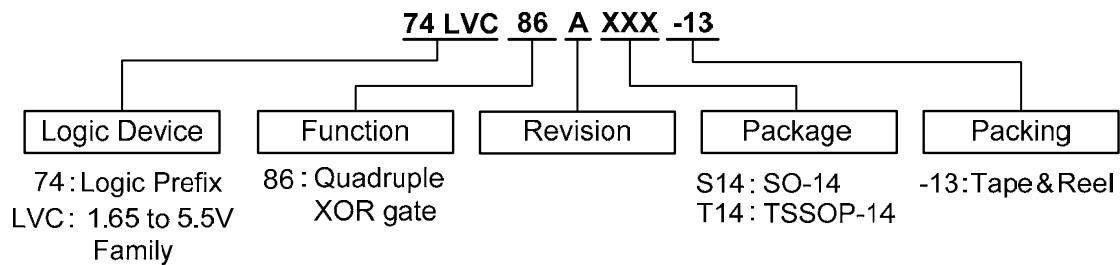 74 LVC 86 A XXX -13
Logic Device
Function
Revision
Package
Packing
74 : Logic Prefix
LVC : 1.65 to 5.5V
Family
86 : Quadruple
XOR gate
S14 : SO-14
T14 : TSSOP-14
-13 : Tape & Reel